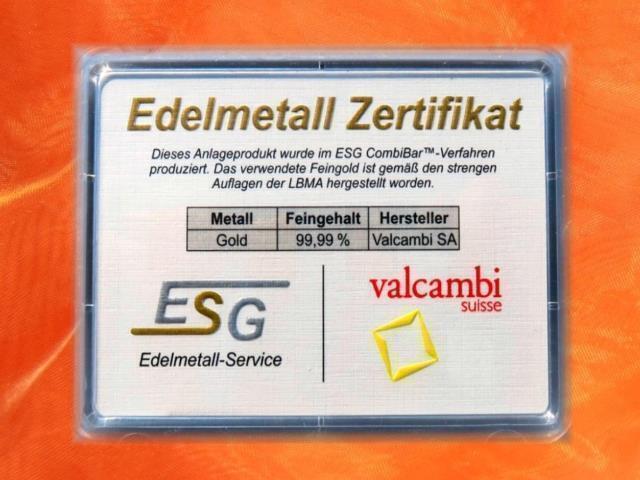 Edelmetall Zertifikat
Dieses Anlageprodukt wurde im ESG CombiBar™-Verfahren
produziert. Das verwendete Feingold ist gemäß den strengen
Auflagen der LBMA hergestellt worden.
Metall Feingehalt Hersteller
Gold 99,99 % Valcambi SA
ESG
Edelmetall-Service
valcambi
suisse